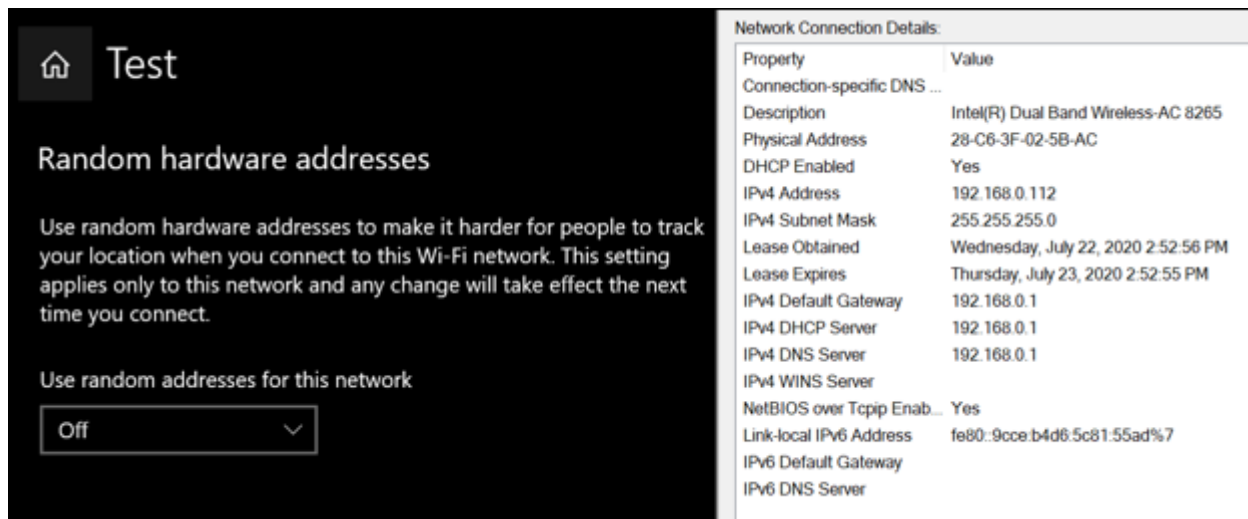 Test
Random hardware addresses
Use random hardware addresses to make it harder for people to track
your location when you connect to this Wi-Fi network. This setting
applies only to this network and any change will take effect the next
time you connect.
Use random addresses for this network
Off
Network Connection Details:
Property Value
Connection-specific DNS ...
Description Intel(R) Dual Band Wireless-AC 8265
Physical Address 28-C6-3F-02-5B-AC
DHCP Enabled Yes
IPv4 Address 192.168.0.112
IPv4 Subnet Mask 255.255.255.0
Lease Obtained Wednesday, July 22, 2020 2:52:56 PM
Lease Expires Thursday, July 23, 2020 2:52:55 PM
IPv4 Default Gateway 192.168.0.1
IPv4 DHCP Server 192.168.0.1
IPv4 DNS Server 192.168.0.1
IPv4 WINS Server
NetBIOS over Tcpip Enab... Yes
Link-local IPv6 Address fe80::9cce:b4d6:5c81:55ad%7
IPv6 Default Gateway
IPv6 DNS Server